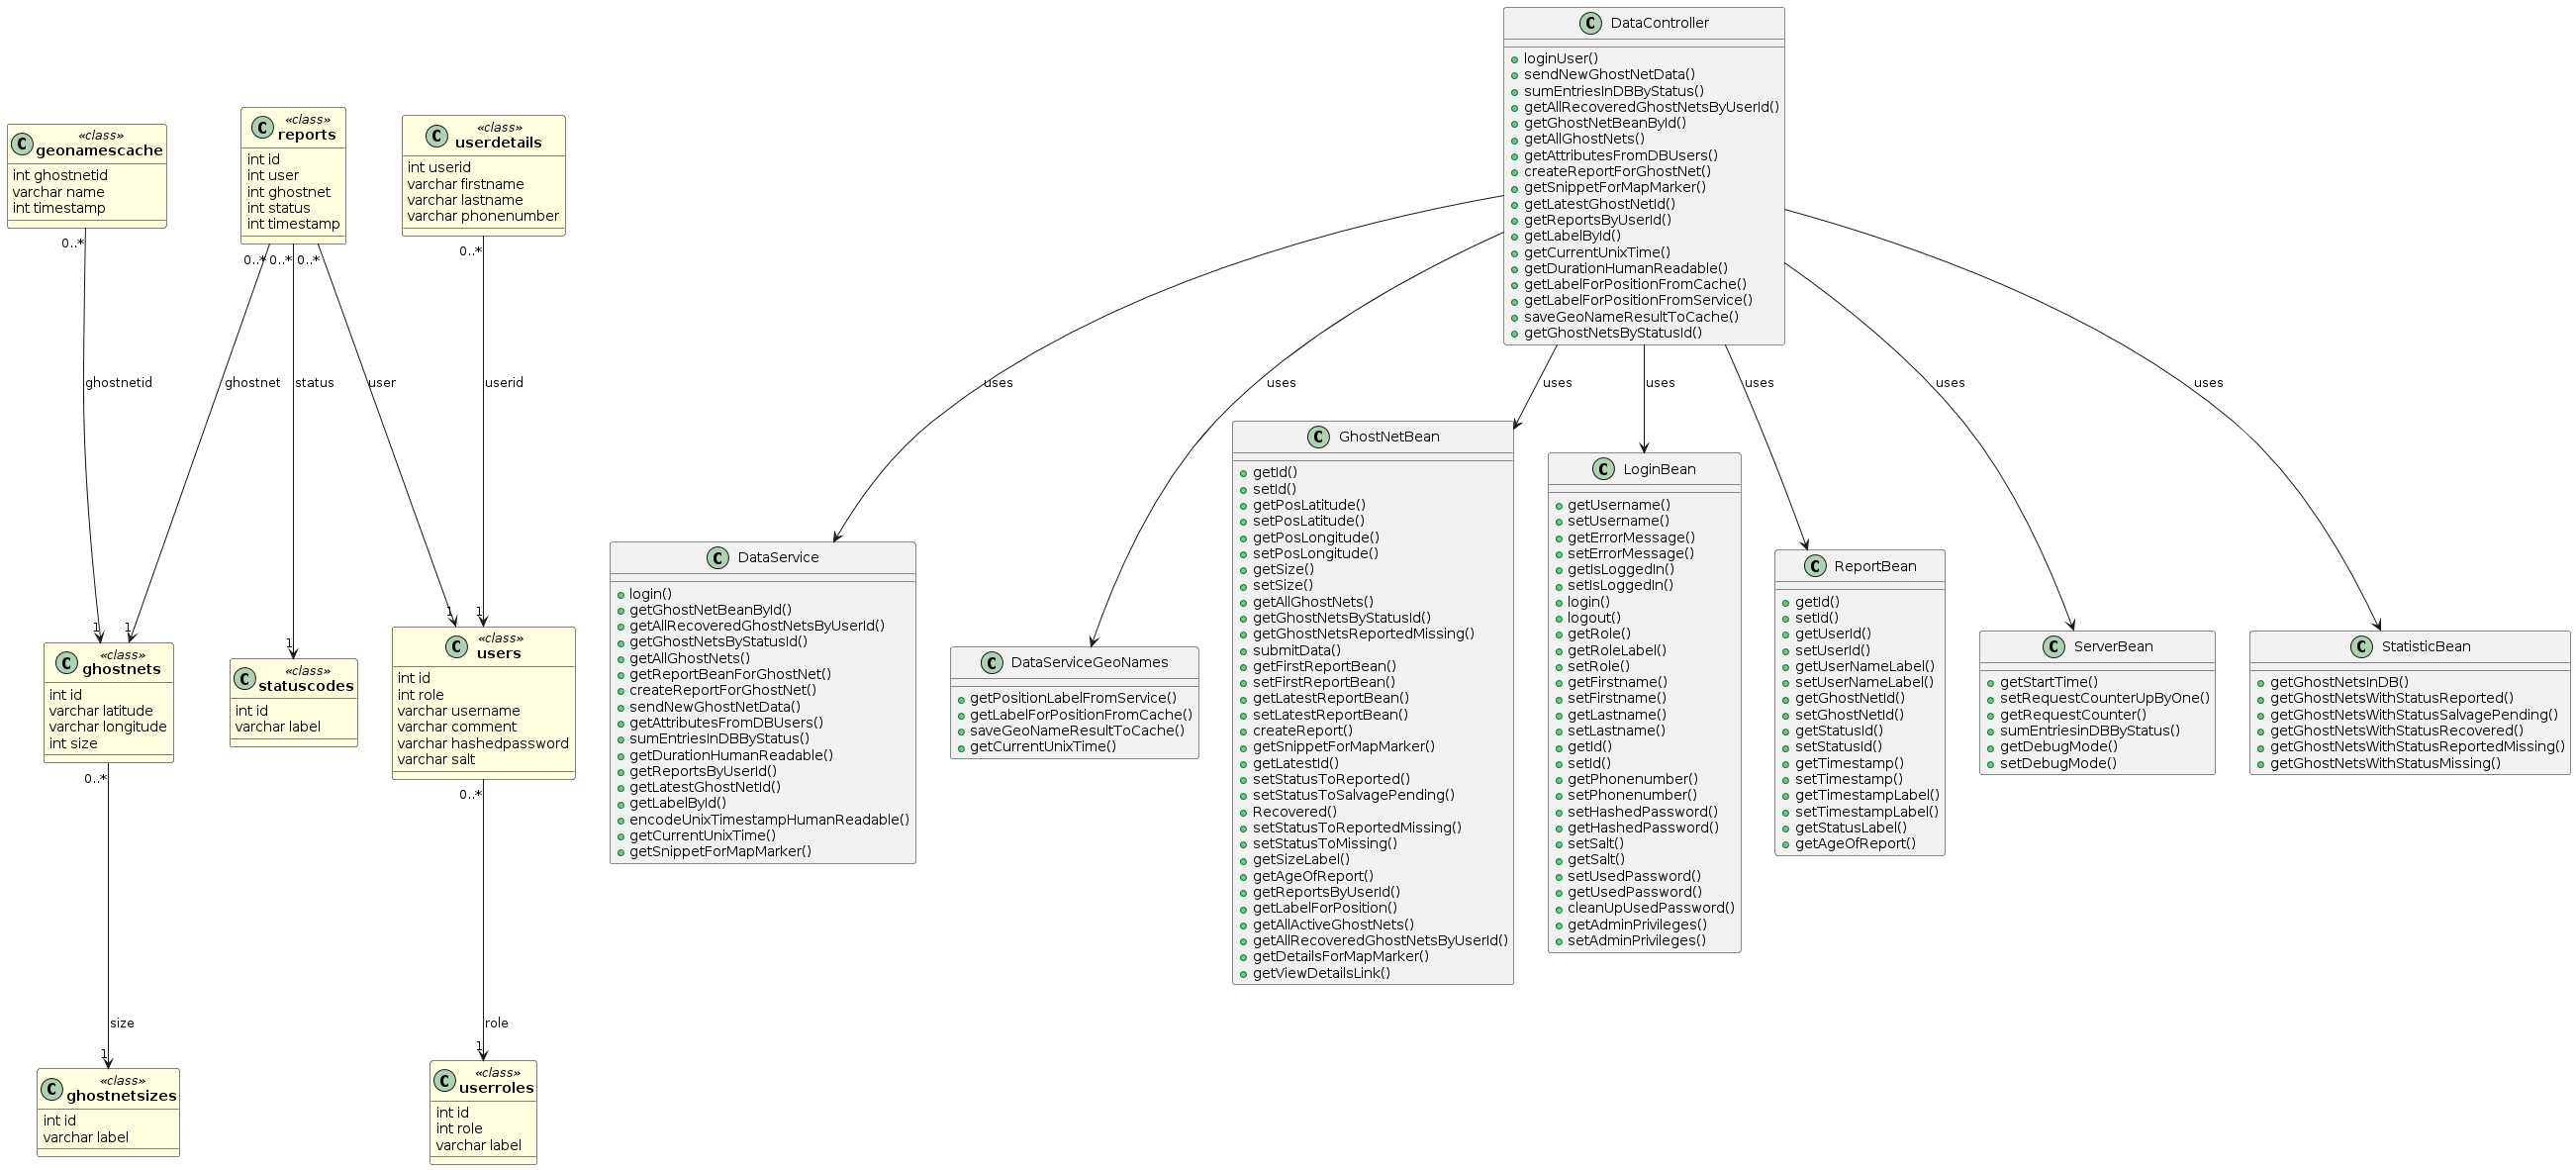 C
DataController
loginUser()
sendNewGhostNetData()
sumEntriesInDBByStatus()
getAllRecoveredGhostNetsByUserId()
getGhostNetBeanById()
getAllGhostNets()
getAttributesFromDBUsers()
createReportForGhostNet()
getSnippetForMapMarker()
getLatestGhostNetId()
getReportsByUserId()
getLabelById()
getCurrentUnixTime()
getDurationHumanReadable()
getLabelForPositionFromCache()
getLabelForPositionFromService()
saveGeoNameResultToCache()
getGhostNetsByStatusId()
C
«class»
geonamescache
int ghostnetid
varchar name
int timestamp
C
«class»
reports
int id
int user
int ghostnet
int status
int timestamp
C
«class»
userdetails
int userid
varchar firstname
varchar lastname
varchar phonenumber
0..*
0..*
0..*
0..*
0..*
ghostnetid
ghostnet
status
user
userid
uses
uses
uses
uses
uses
uses
uses
1
1
1
1
1
C
«class»
ghostnets
int id
varchar latitude
varchar longitude
int size
C
«class»
statuscodes
int id
varchar label
C
«class»
users
int id
int role
varchar username
varchar comment
varchar hashedpassword
varchar salt
C
DataService
login()
getGhostNetBeanById()
getAllRecoveredGhostNetsByUserId()
getGhostNetsByStatusId()
getAllGhostNets()
getReportBeanForGhostNet()
createReportForGhostNet()
sendNewGhostNetData()
getAttributesFromDBUsers()
sumEntriesInDBByStatus()
getDurationHumanReadable()
getReportsByUserId()
getLatestGhostNetId()
getLabelById()
encodeUnixTimestampHumanReadable()
getCurrentUnixTime()
getSnippetForMapMarker()
C
DataServiceGeoNames
getPositionLabelFromService()
getLabelForPositionFromCache()
saveGeoNameResultToCache()
getCurrentUnixTime()
C
GhostNetBean
getId()
setId()
getPosLatitude()
setPosLatitude()
getPosLongitude()
setPosLongitude()
getSize()
setSize()
getAllGhostNets()
getGhostNetsByStatusId()
getGhostNetsReportedMissing()
submitData()
getFirstReportBean()
setFirstReportBean()
getLatestReportBean()
setLatestReportBean()
createReport()
getSnippetForMapMarker()
getLatestId()
setStatusToReported()
setStatusToSalvagePending()
Recovered()
setStatusToReportedMissing()
setStatusToMissing()
getSizeLabel()
getAgeOfReport()
getReportsByUserId()
getLabelForPosition()
getAllActiveGhostNets()
getAllRecoveredGhostNetsByUserId()
getDetailsForMapMarker()
getViewDetailsLink()
C
LoginBean
getUsername()
setUsername()
getErrorMessage()
setErrorMessage()
getIsLoggedIn()
setIsLoggedIn()
login()
logout()
getRole()
getRoleLabel()
setRole()
getFirstname()
setFirstname()
getLastname()
setLastname()
getId()
setId()
getPhonenumber()
setPhonenumber()
setHashedPassword()
getHashedPassword()
setSalt()
getSalt()
setUsedPassword()
getUsedPassword()
cleanUpUsedPassword()
getAdminPrivileges()
setAdminPrivileges()
C
ReportBean
getId()
setId()
getUserId()
setUserId()
getUserNameLabel()
setUserNameLabel()
getGhostNetId()
setGhostNetId()
getStatusId()
setStatusId()
getTimestamp()
setTimestamp()
getTimestampLabel()
setTimestampLabel()
getStatusLabel()
getAgeOfReport()
C
ServerBean
getStartTime()
setRequestCounterUpByOne()
getRequestCounter()
sumEntriesinDBByStatus()
getDebugMode()
setDebugMode()
C
StatisticBean
getGhostNetsInDB()
getGhostNetsWithStatusReported()
getGhostNetsWithStatusSalvagePending()
getGhostNetsWithStatusRecovered()
getGhostNetsWithStatusReportedMissing()
getGhostNetsWithStatusMissing()
0..*
0..*
size
role
1
1
C
«class»
ghostnetsizes
int id
varchar label
C
«class»
userroles
int id
int role
varchar label